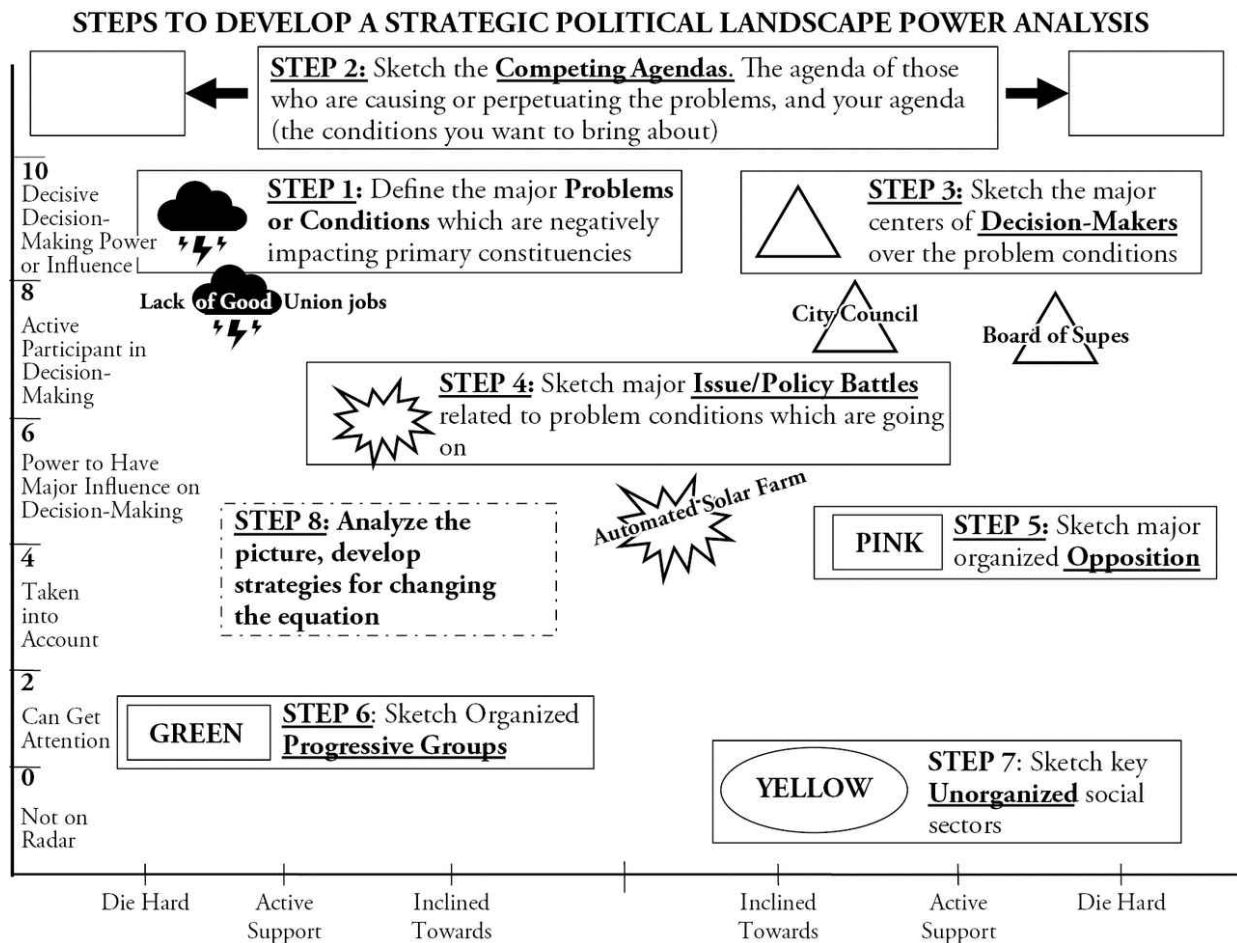 STEPS TO DEVELOP A STRATEGIC POLITICAL LANDSCAPE POWER ANALYSIS
STEP 2: Sketch the Competing Agendas. The agenda of those
who are causing or perpetuating the problems, and your agenda
(the conditions you want to bring about)
10
Decisive
Decision-
Making Power
or Influence
STEP 1: Define the major Problems
or Conditions which are negatively
impacting primary constituencies
STEP 3: Sketch the major
centers of Decision-Makers
over the problem conditions
8
Lack of Good Union jobs
City Council
Board of Supes
Active
Participant in
Decision-
Making
STEP 4: Sketch major Issue/Policy Battles
related to problem conditions which are going
on
6
Power to Have
Major Influence on
Decision-Making
Automated Solar Farm
STEP 8: Analyze the
picture, develop
strategies for changing
the equation
PINK
STEP 5: Sketch major
organized Opposition
4
Taken
into
Account
2
Can Get
Attention
GREEN
STEP 6: Sketch Organized
Progressive Groups
0
Not on
Radar
YELLOW
STEP 7: Sketch key
Unorganized social
sectors
Die Hard
Active
Support
Inclined
Towards
Inclined
Towards
Active
Support
Die Hard